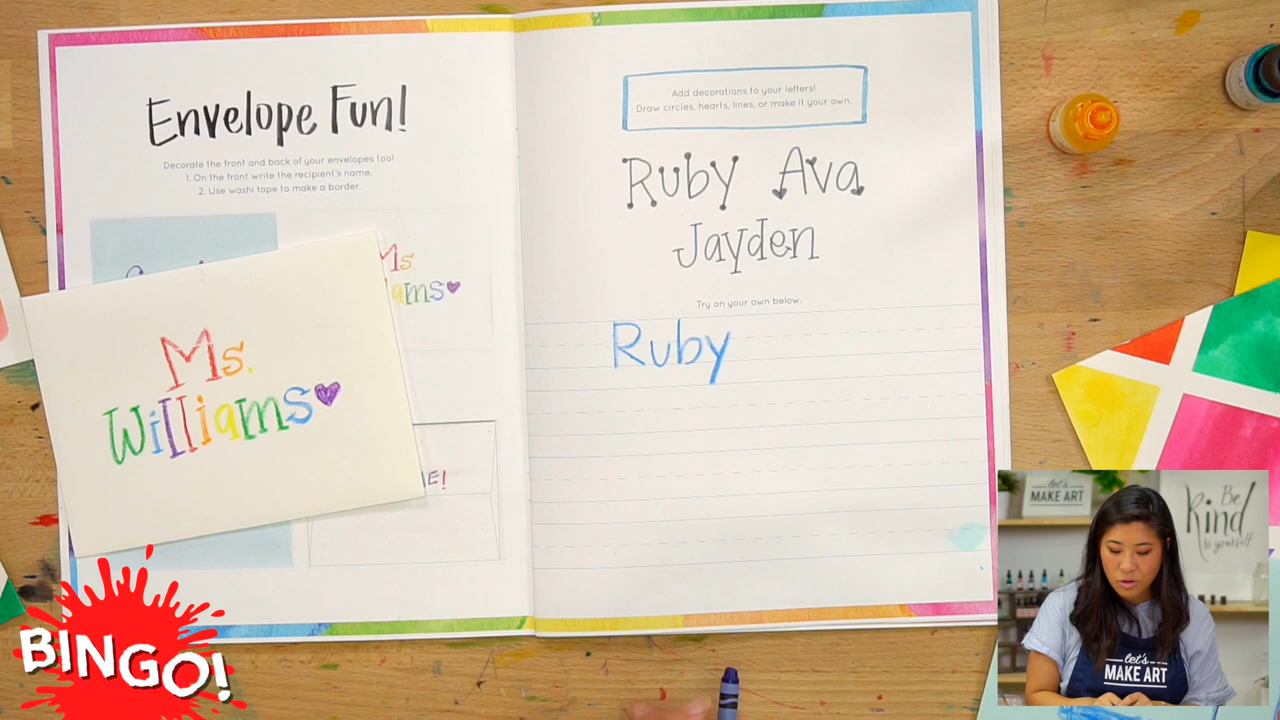 Envelope Fun!
Decorate the front and back of your envelopes too!
1. On the front write the recipient's name.
2. Use washi tape to make a border.
Ms.
ams
Ms.
Williams
E!
BINGO!
Add decorations to your letters!
Draw circles, hearts, lines, or make it your own.
Ruby Ava
Jayden
Try on your own below.
Ruby
let's
MAKE ART
Be
Kind
to yourself
let's
MAKE ART